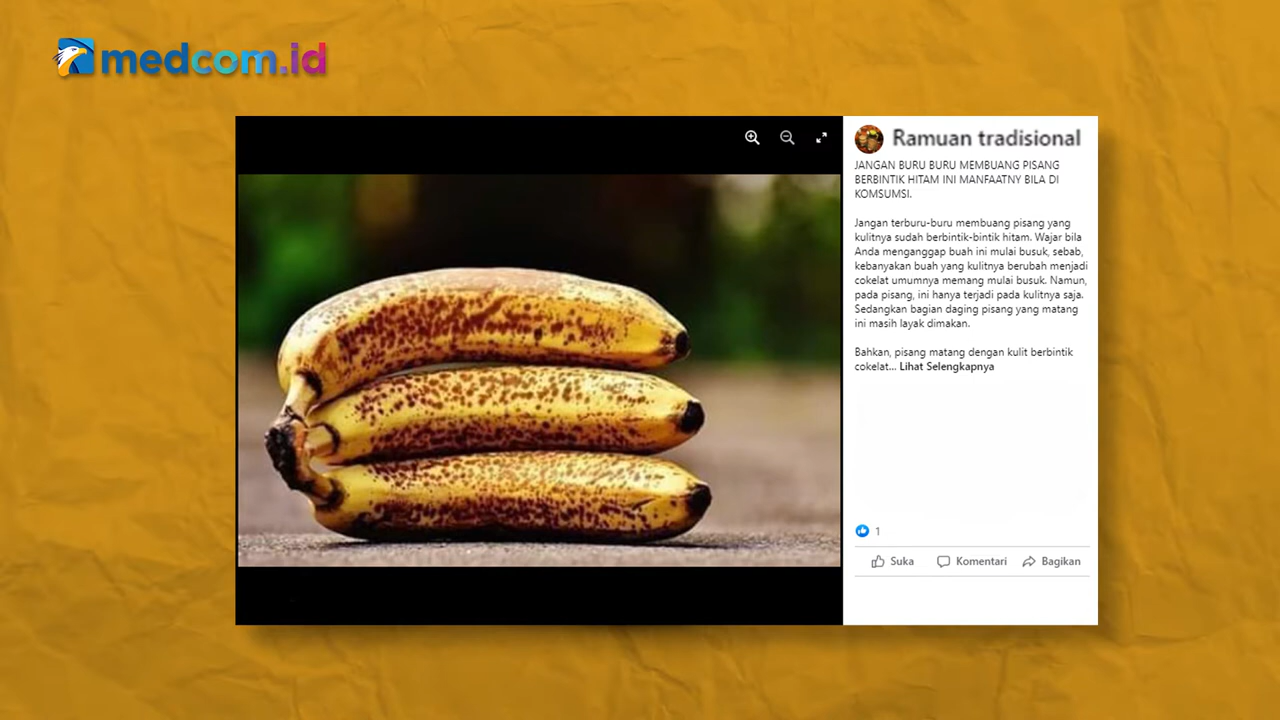 medcom.id
Ramuan tradisional
JANGAN BURU BURU MEMBUANG PISANG
BERBINTIK HITAM INI MANFAATNY BILA DI
KOMSUMSI.
Jangan terburu-buru membuang pisang yang
kulitnya sudah berbintik-bintik hitam. Wajar bila
Anda menganggap buah ini mulai busuk, sebab,
kebanyakan buah yang kulitnya berubah menjadi
cokelat umumnya memang mulai busuk. Namun,
pada pisang, ini hanya terjadi pada kulitnya saja.
Sedangkan bagian daging pisang yang matang
ini masih layak dimakan.
Bahkan, pisang matang dengan kulit berbintik
cokelat... Lihat Selengkapnya
1
Suka Komentari Bagikan